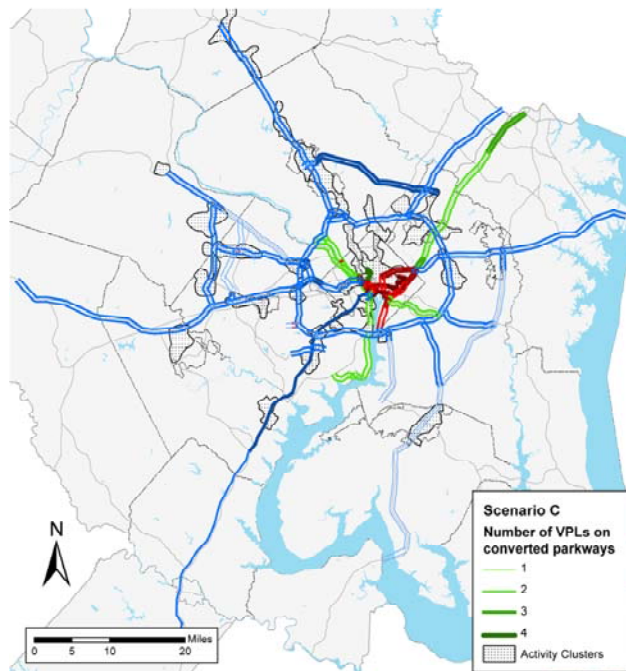 N
Miles
0 5 10 20
Scenario C
Number of VPLs on
converted parkways
1
2
3
4
Activity Clusters